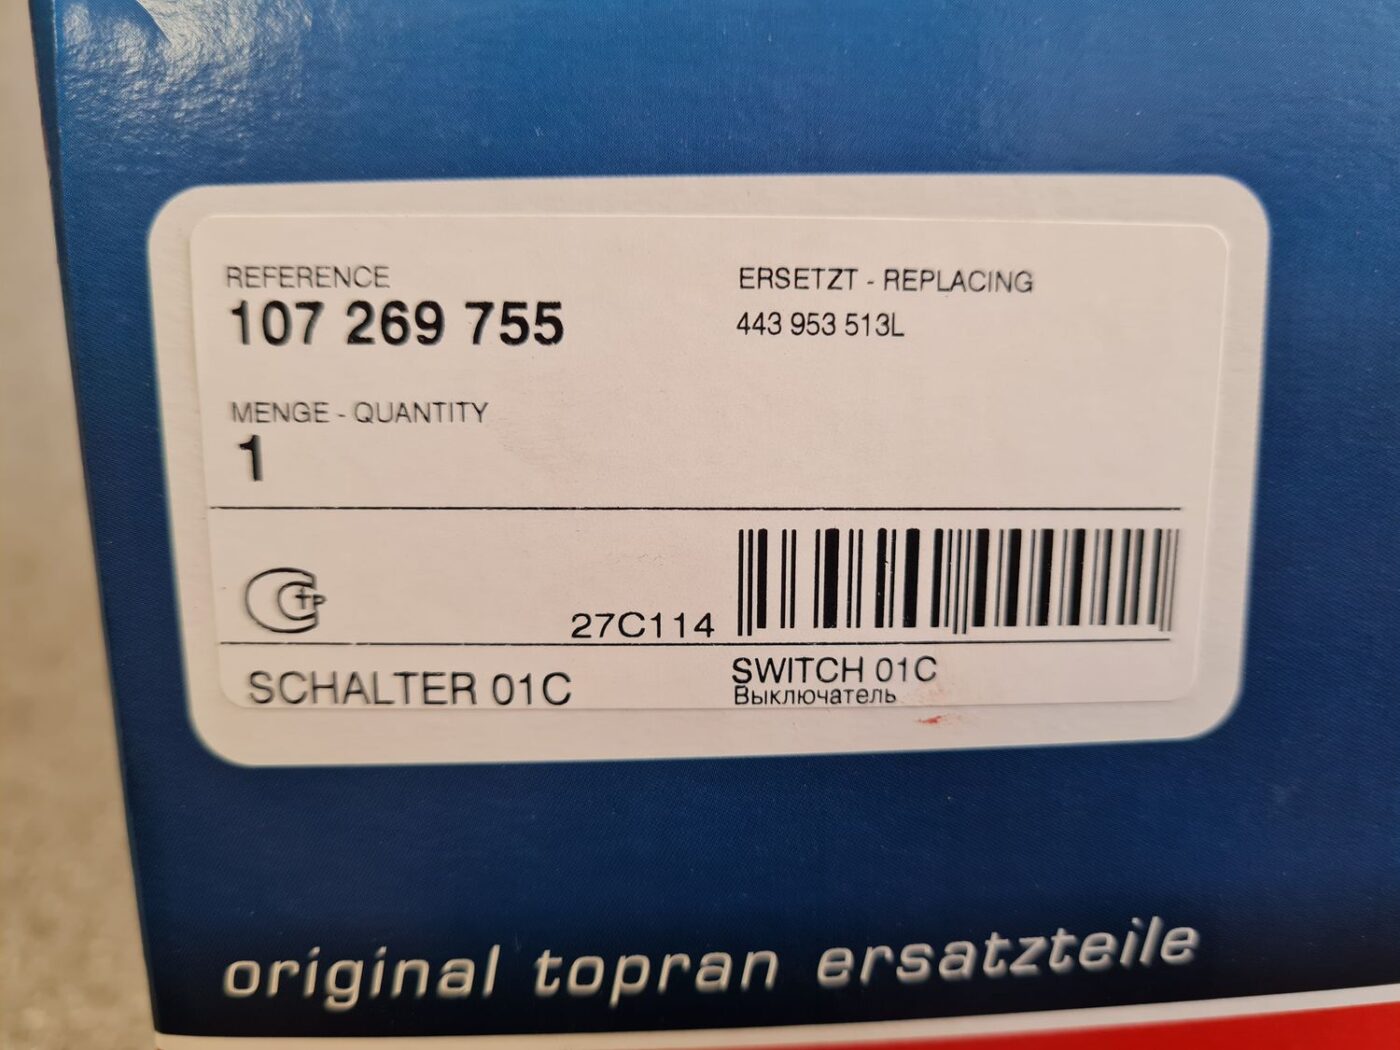 REFERENCE
107 269 755
ERSETZT - REPLACING
443 953 513L
MENGE - QUANTITY
1
27C114
SCHALTER 01C
SWITCH 01C
Выключатель
original topran ersatzteile